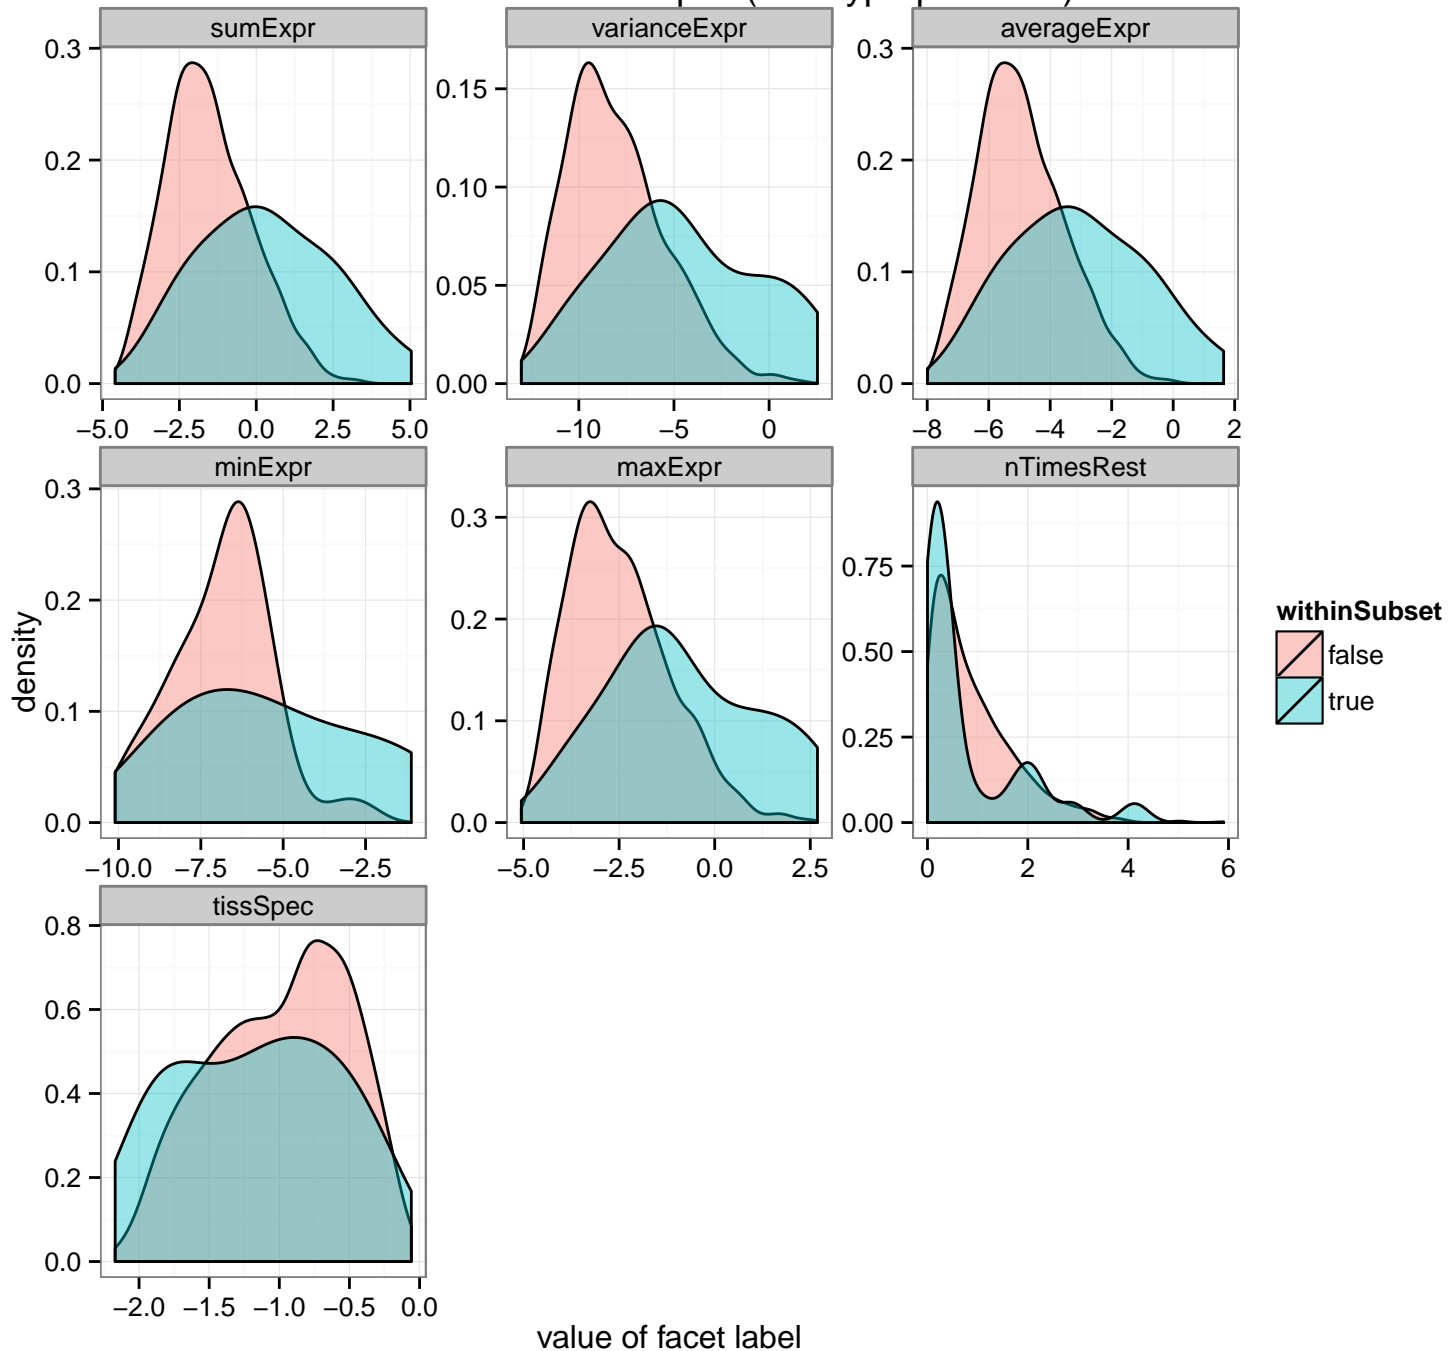 sumExpr varianceExpr averageExpr
0.3 0.15 0.3
0.2 0.10 0.2
0.1 0.05 0.1
0.0 0.00 0.0
−5.0 −2.5 0.0 2.5 5.0 −10 −5 0 −8 −6 −4 −2 0 2
minExpr maxExpr nTimesRest
0.3 0.3 0.75
0.2 0.2 0.50
0.1 0.1 0.25
0.0 0.0 0.00
−10.0 −7.5 −5.0 −2.5 −5.0 −2.5 0.0 2.5 0 2 4 6
density
withinSubset
false
true
tissSpec
0.8
0.6
0.4
0.2
0.0
−2.0 −1.5 −1.0 −0.5 0.0
value of facet label